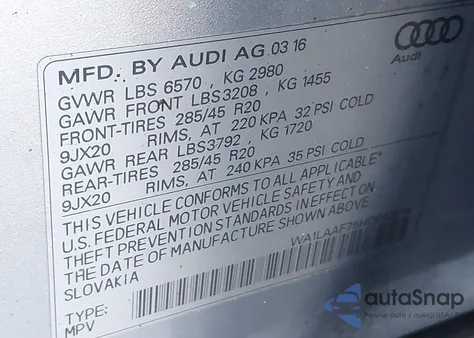 MFD. BY AUDI AG 03 16
GVWR LBS 6570 , KG 2980
GAWR FRONT LBS3208 , KG 1455
FRONT-TIRES 285/45 R20
9JX20 RIMS, AT 220 KPA 32 PSI COLD
GAWR REAR LBS3792 , KG 1720
REAR-TIRES 285/45 R20
9JX20 RIMS, AT 240 KPA 35 PSI COLD
THIS VEHICLE CONFORMS TO ALL APPLICABLE
U.S. FEDERAL MOTOR VEHICLE SAFETY AND
THEFT PREVENTION STANDARDS IN EFFECT ON
THE DATE OF MANUFACTURE SHOWN ABOVE.
SLOVAKIA
TYPE:
MPV
Audi
autoSnap